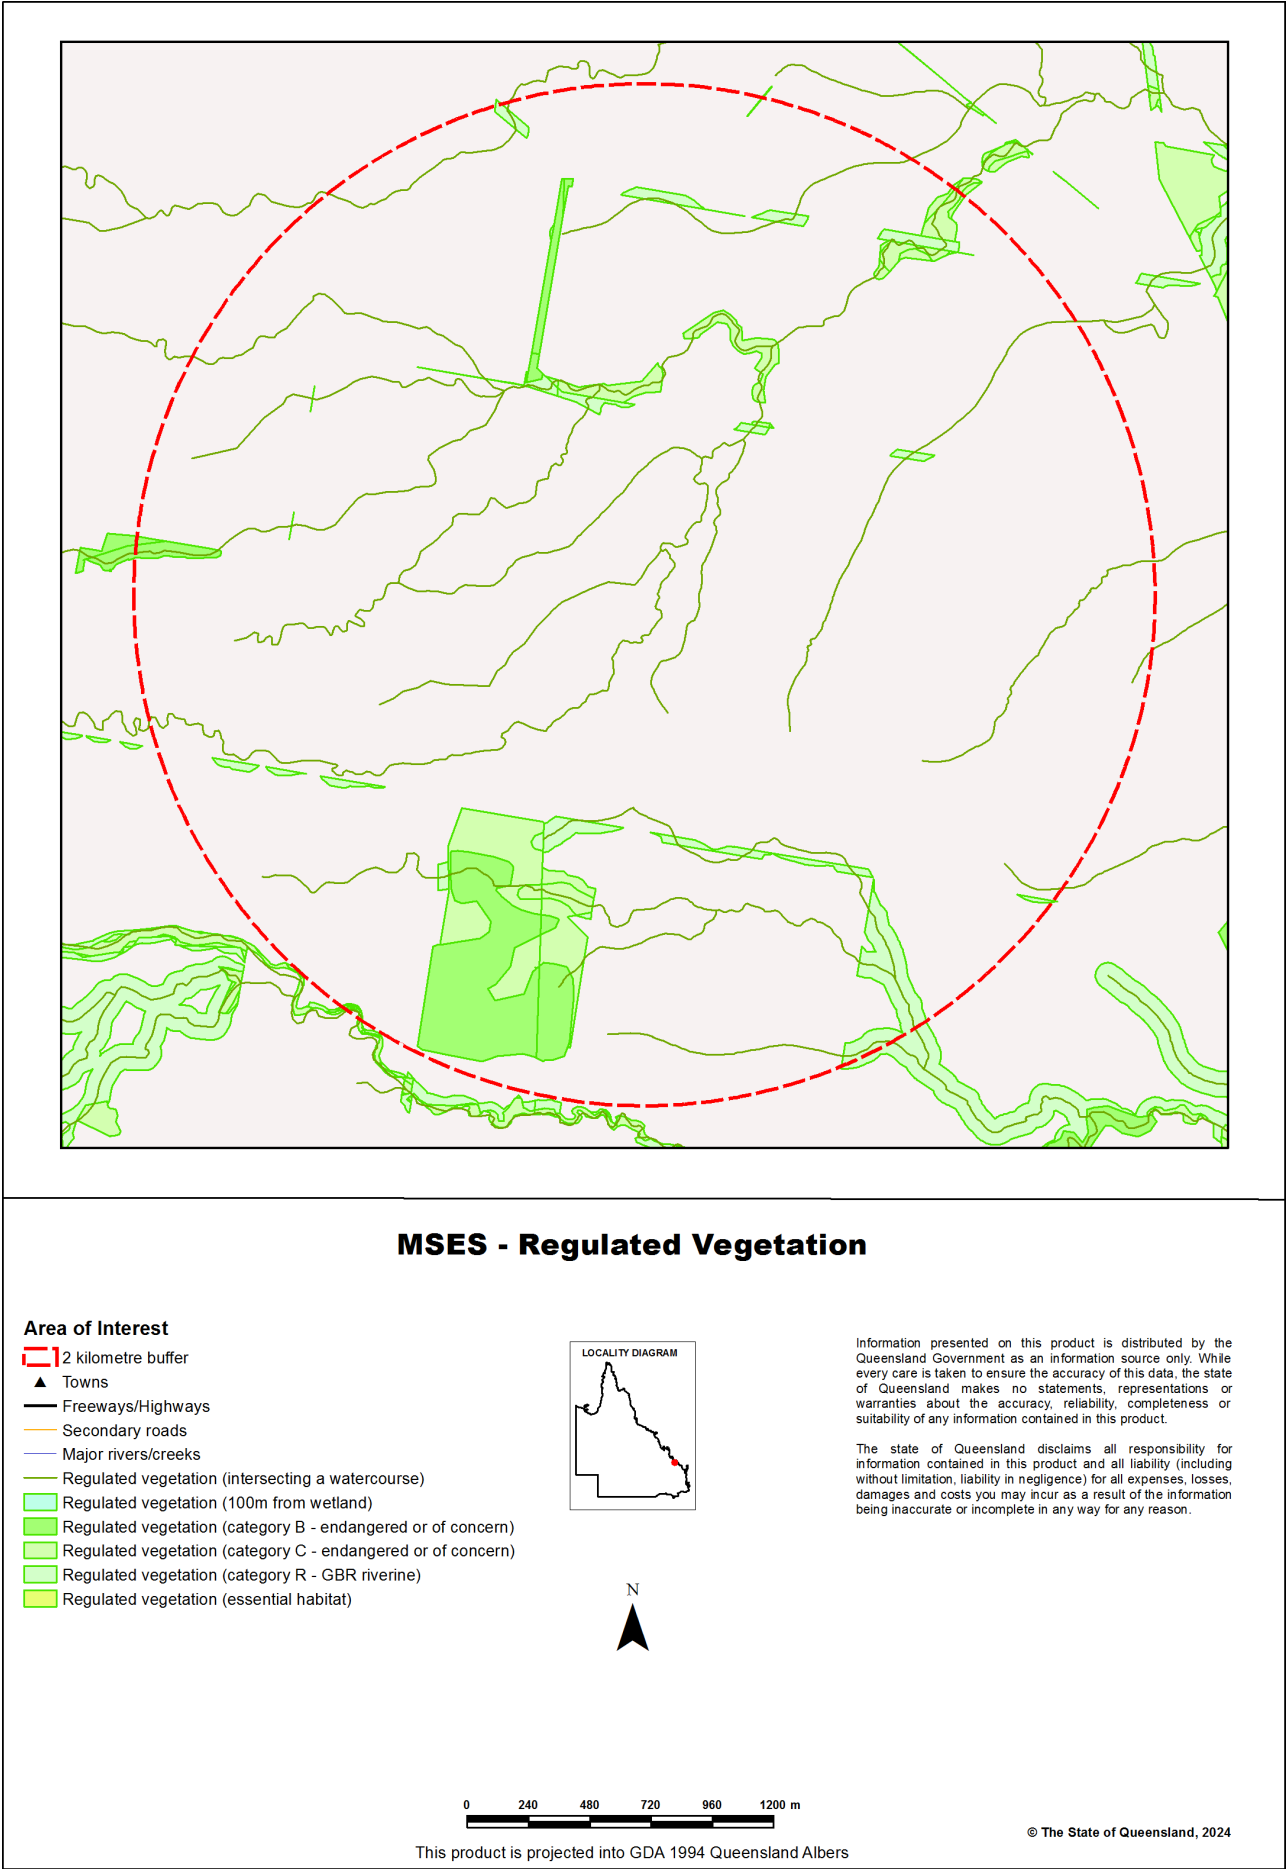 MSES - Regulated Vegetation
Area of Interest
2 kilometre buffer
Towns
Freeways/Highways
Secondary roads
Major rivers/creeks
Regulated vegetation (intersecting a watercourse)
Regulated vegetation (100m from wetland)
Regulated vegetation (category B - endangered or of concern)
Regulated vegetation (category C - endangered or of concern)
Regulated vegetation (category R - GBR riverine)
Regulated vegetation (essential habitat)
LOCALITY DIAGRAM
N
Information presented on this product is distributed by the
Queensland Government as an information source only. While
every care is taken to ensure the accuracy of this data, the state
of Queensland makes no statements, representations or
warranties about the accuracy, reliability, completeness or
suitability of any information contained in this product.
The state of Queensland disclaims all responsibility for
information contained in this product and all liability (including
without limitation, liability in negligence) for all expenses, losses,
damages and costs you may incur as a result of the information
being inaccurate or incomplete in any way for any reason.
0 240 480 720 960 1200 m
This product is projected into GDA 1994 Queensland Albers
© The State of Queensland, 2024